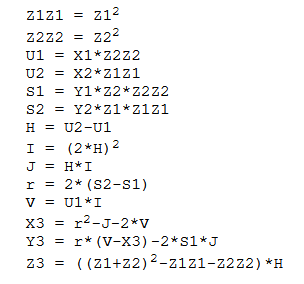 Z1Z1 = Z1²
Z2Z2 = Z2²
U1 = X1*Z2Z2
U2 = X2*Z1Z1
S1 = Y1*Z2*Z2Z2
S2 = Y2*Z1*Z1Z1
H = U2-U1
I = (2*H)²
J = H*I
r = 2*(S2-S1)
V = U1*I
X3 = r²-J-2*V
Y3 = r*(V-X3)-2*S1*J
Z3 = ((Z1+Z2)²-Z1Z1-Z2Z2)*H